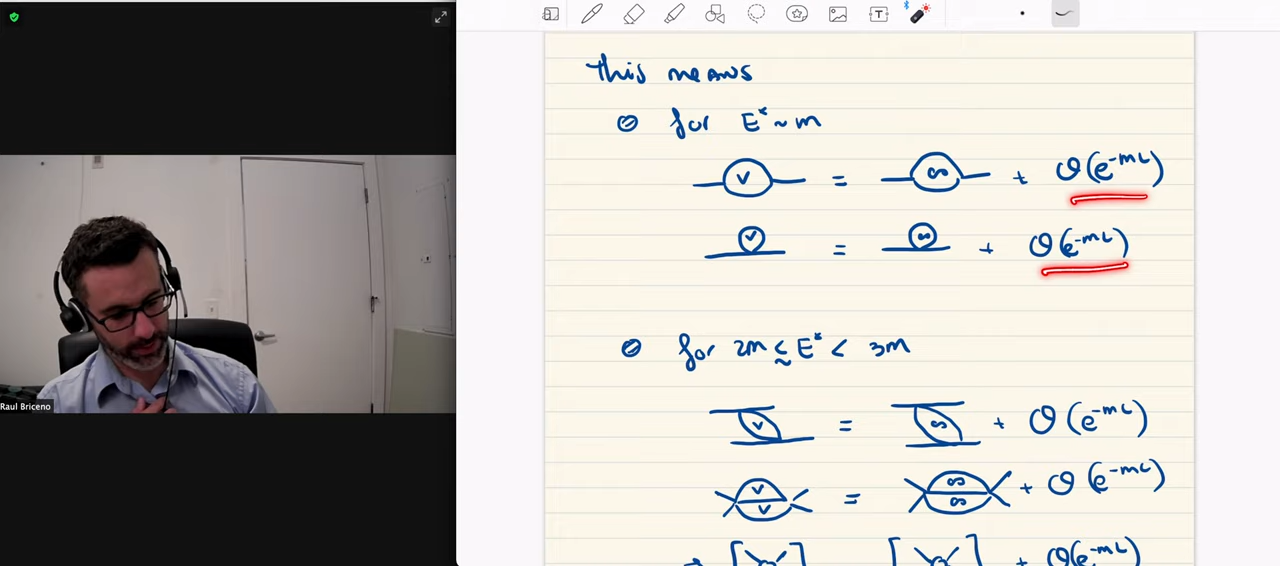 this means
for E* ~ m
V = ∞ + O(e^-mL)
V = ∞ + O(e^-mL)
for 2m ≲ E* < 3m
V = ∞ + O(e^-mL)
V V = ∞ ∞ + O(e^-mL)
→ [ ] [ ] + O(e^-mL)
Raul Briceno